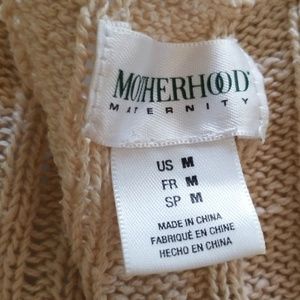 MOTHERHOOD®
MATERNITY
US M
FR M
SP M
MADE IN CHINA
FABRIQUÉ EN CHINE
HECHO EN CHINA